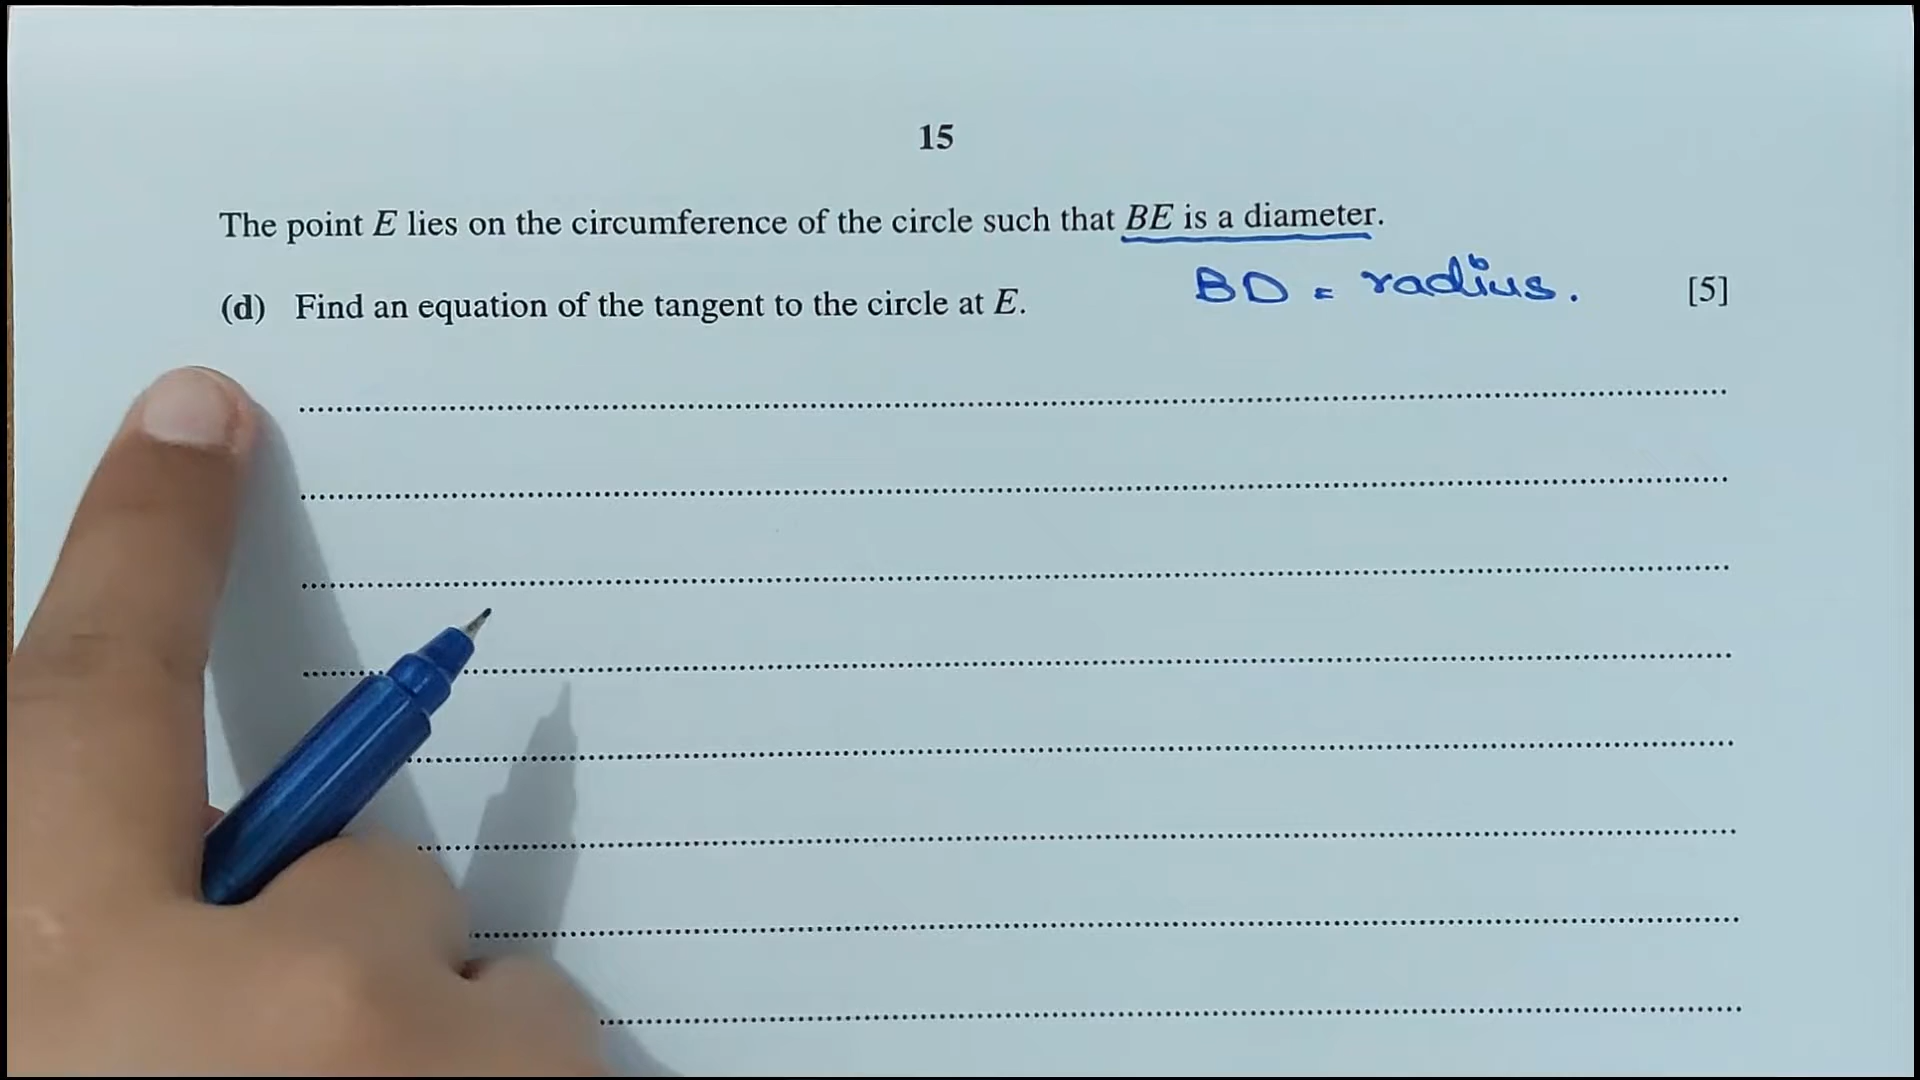 15
The point E lies on the circumference of the circle such that BE is a diameter.
BD = radius.
(d) Find an equation of the tangent to the circle at E. [5]